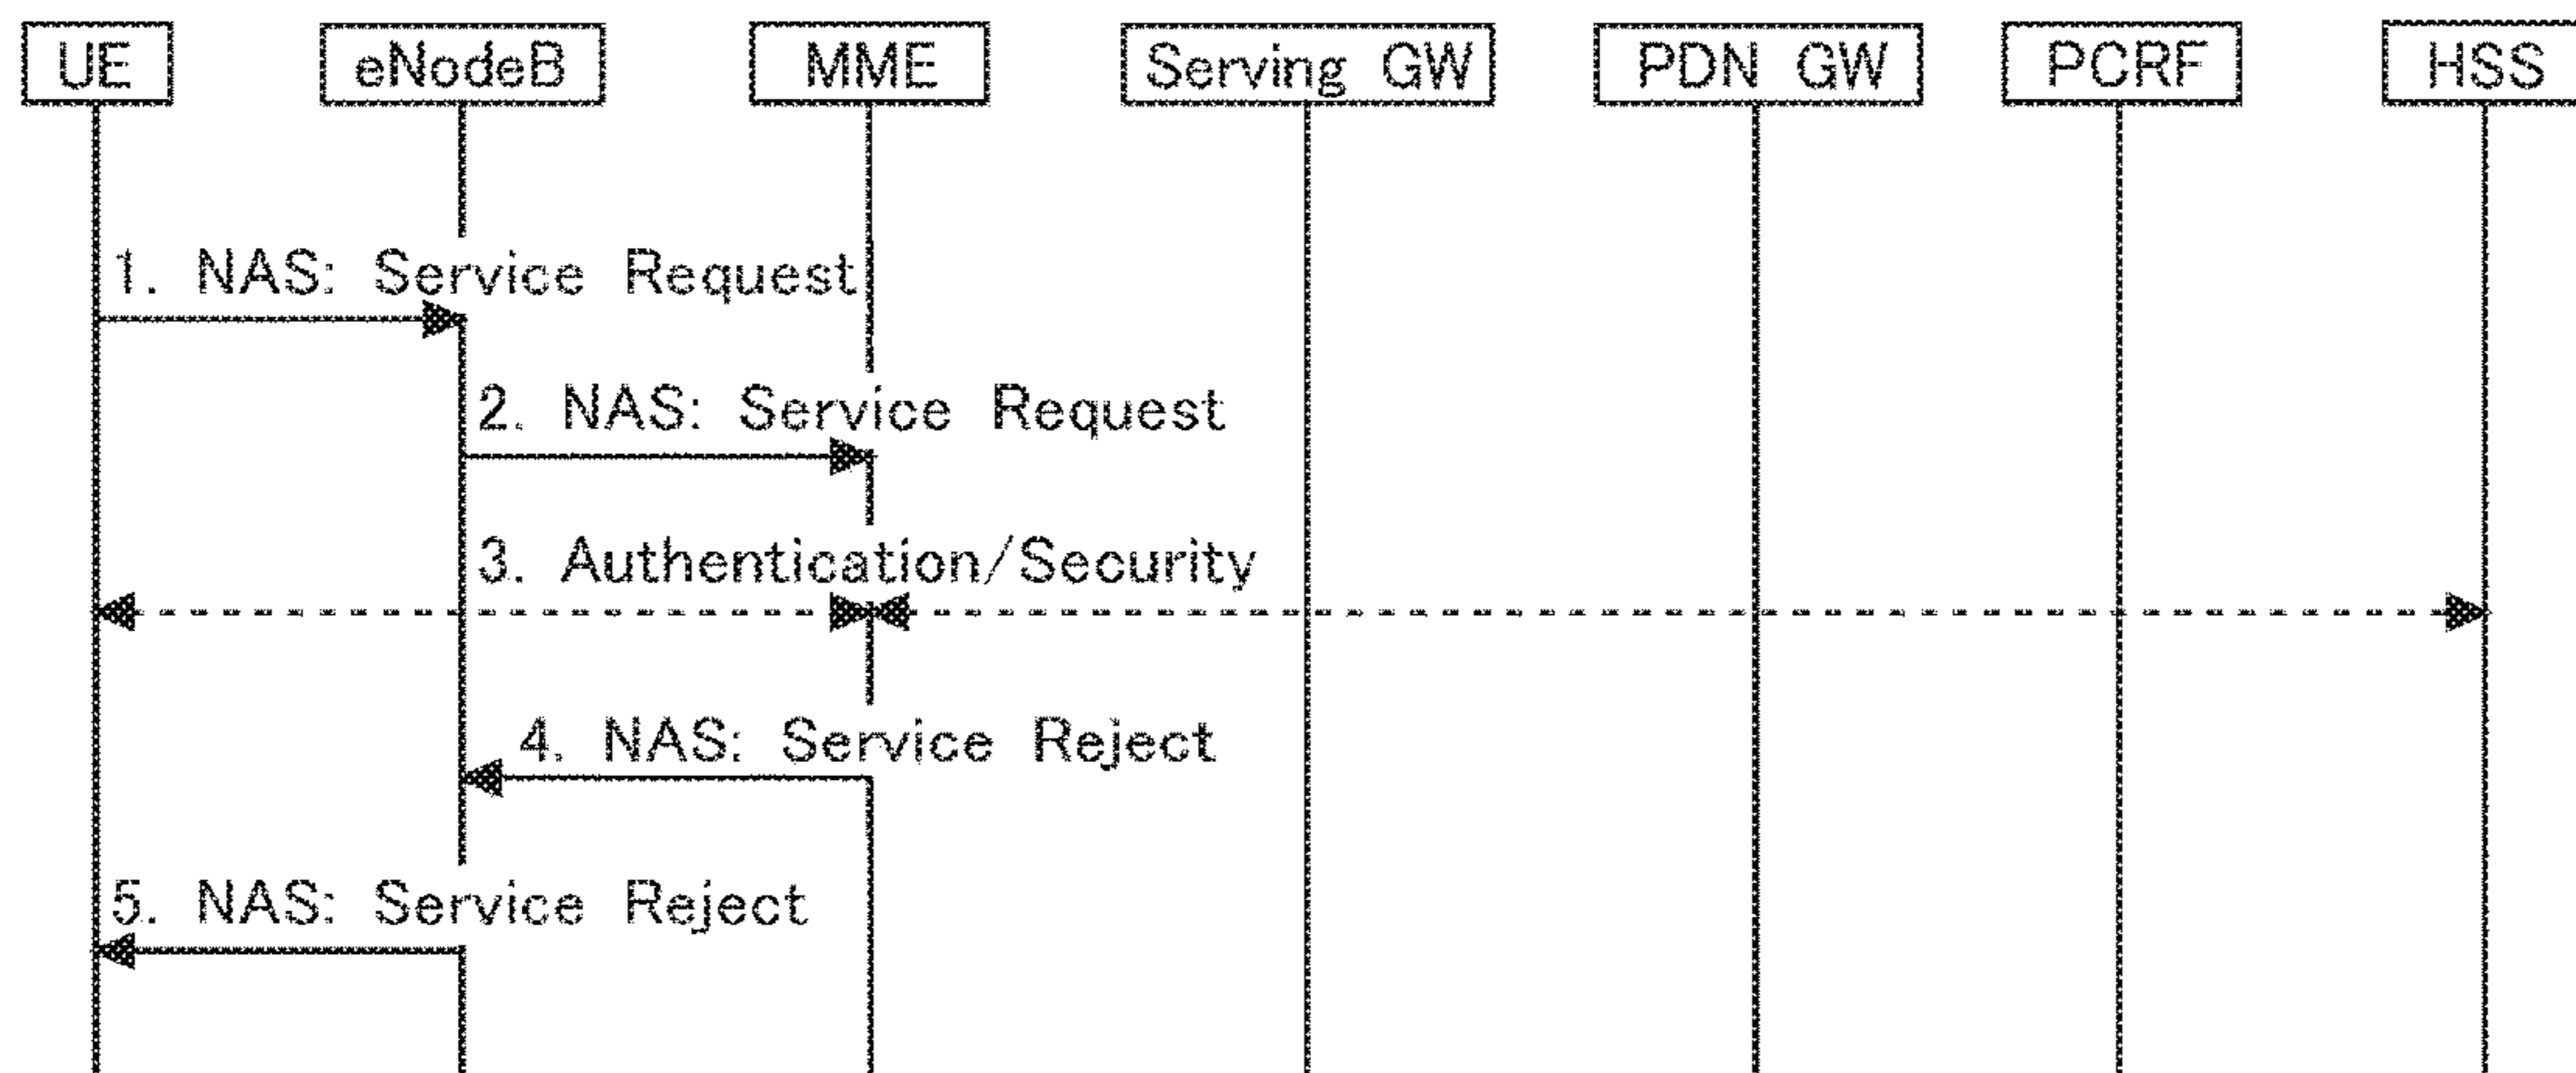 UE eNodeB MME Serving GW PDN GW PCRF HSS
1. NAS: Service Request
2. NAS: Service Request
3. Authentication/Security
4. NAS: Service Reject
5. NAS: Service Reject